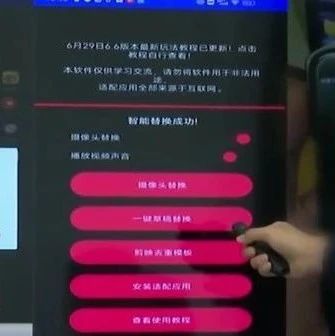 6月29日6.6版本最新玩法教程已更新！点击
教程自行查看！
本软件仅供学习交流，请勿将软件用于非法用
途，
适配应用全部来源于互联网。
智能替换成功！
摄像头替换
播放视频声音
摄像头替换
一键草稿替换
剪映去重模板
安装适配应用
查看使用教程